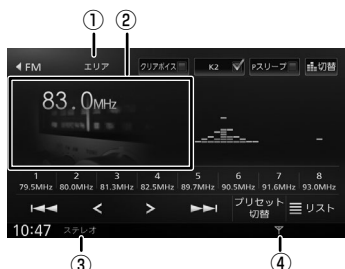 ① ②
◀ FM エリア クリアボイス K2 Pスリープ 切替
83.0MHz
1 2 3 4 5 6 7 8
79.5MHz 80.0MHz 81.3MHz 82.5MHz 89.7MHz 90.5MHz 91.6MHz 93.0MHz
プリセット
切替
リスト
10:47 ステレオ
③ ④